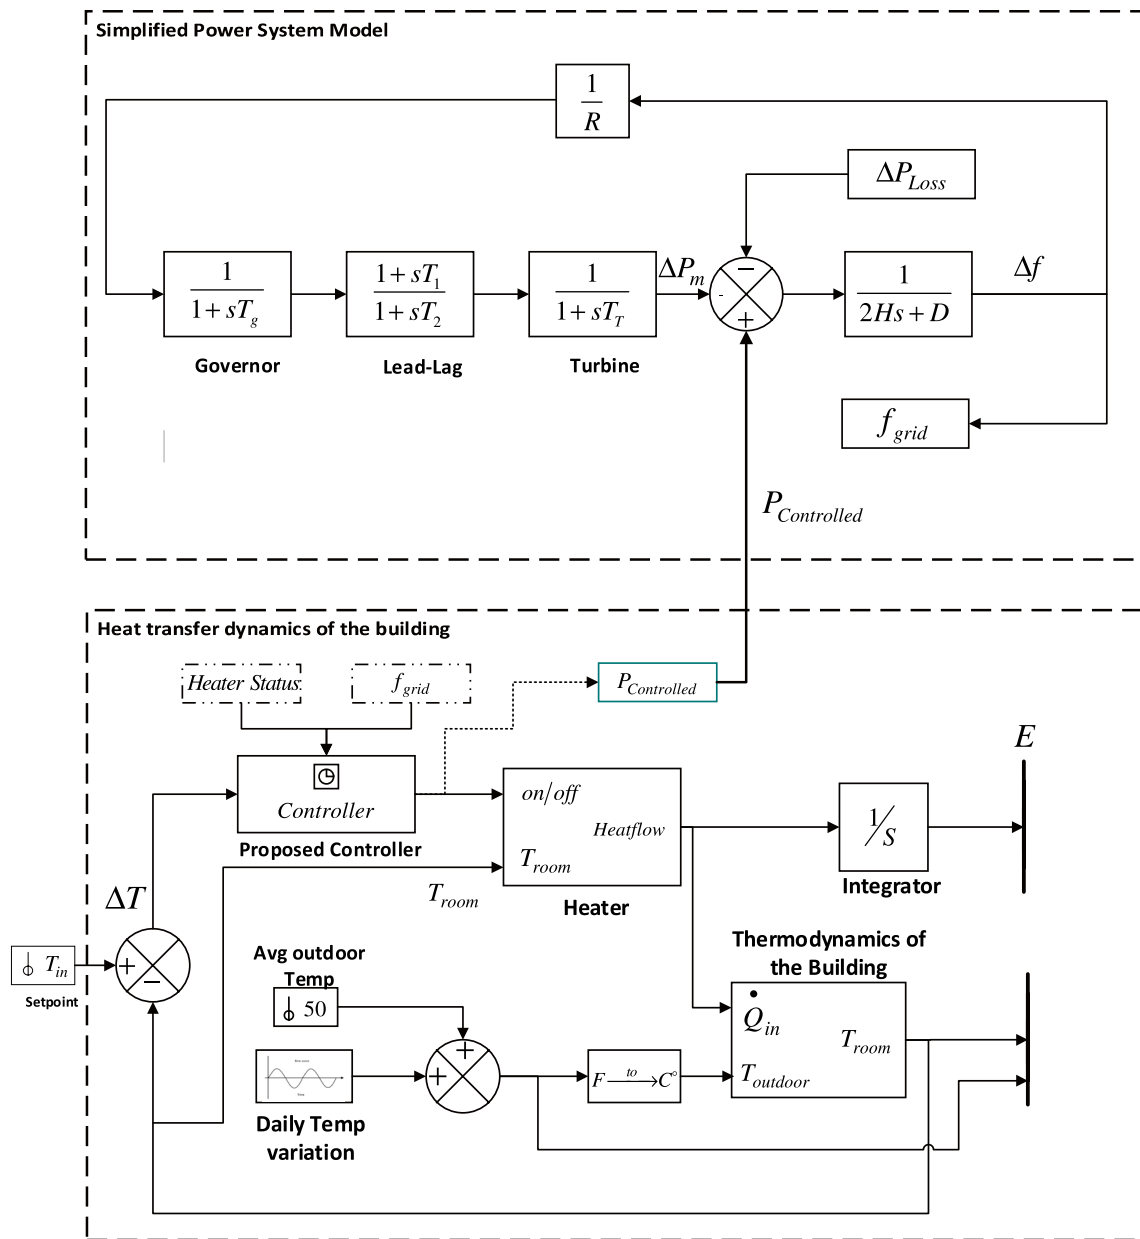 Simplified Power System Model
1
R
ΔP_Loss
1
1 + sT_g
1 + sT_1
1 + sT_2
1
1 + sT_T
ΔP_m
−
-
+
1
2Hs + D
Δf
Governor
Lead-Lag
Turbine
f_grid
P_Controlled
Heat transfer dynamics of the building
Heater Status
f_grid
P_Controlled
E
Controller
Proposed Controller
on/off
Heatflow
T_room
Heater
1/S
Integrator
ΔT
T_room
T_in
Setpoint
+
−
Avg outdoor
Temp
50
+
+
Daily Temp
variation
F to C°
Thermodynamics of
the Building
Q̇_in
T_room
T_outdoor